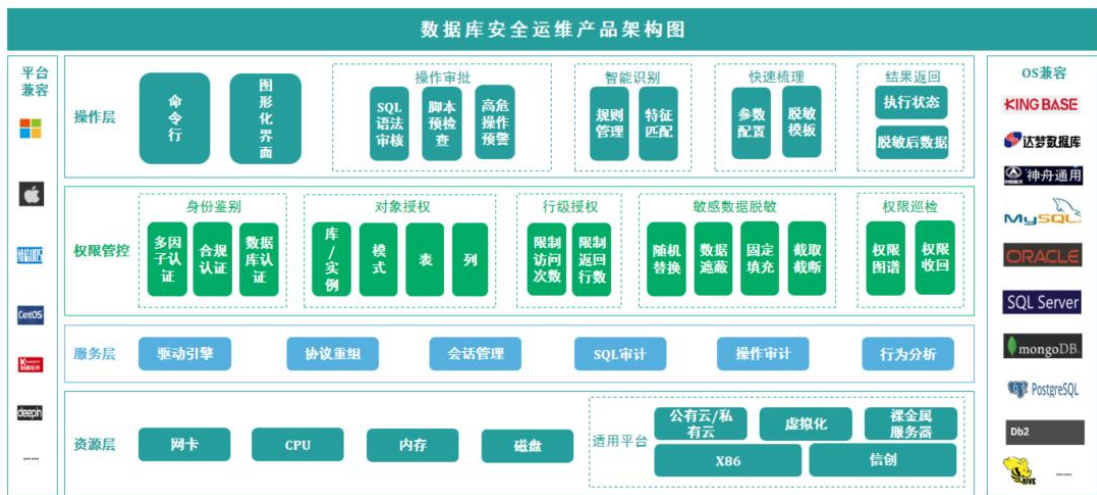 数据库安全运维产品架构图
平台
兼容
CentOS
deepin
......
操作层
命
令
行
图
形
化
界
面
操作审批
SQL
语法
审核
脚本
预检
查
高危
操作
预警
智能识别
规则
管理
特征
匹配
快速梳理
参数
配置
脱敏
模板
结果返回
执行状态
脱敏后数据
权限管控
身份鉴别
多因
子认
证
合规
认证
数据
库认
证
对象授权
库
/
实
例
模
式
表
列
行级授权
限制
访问
次数
限制
返回
行数
敏感数据脱敏
随机
替换
数据
遮蔽
固定
填充
截取
截断
权限巡检
权限
图谱
权限
收回
服务层
驱动引擎
协议重组
会话管理
SQL审计
操作审计
行为分析
资源层
网卡
CPU
内存
磁盘
适用平台
公有云/私
有云
虚拟化
裸金属
服务器
X86
信创
OS兼容
KINGBASE
达梦数据库
神舟通用
MySQL
ORACLE
SQL Server
mongoDB.
PostgreSQL
Db2
HIVE
......